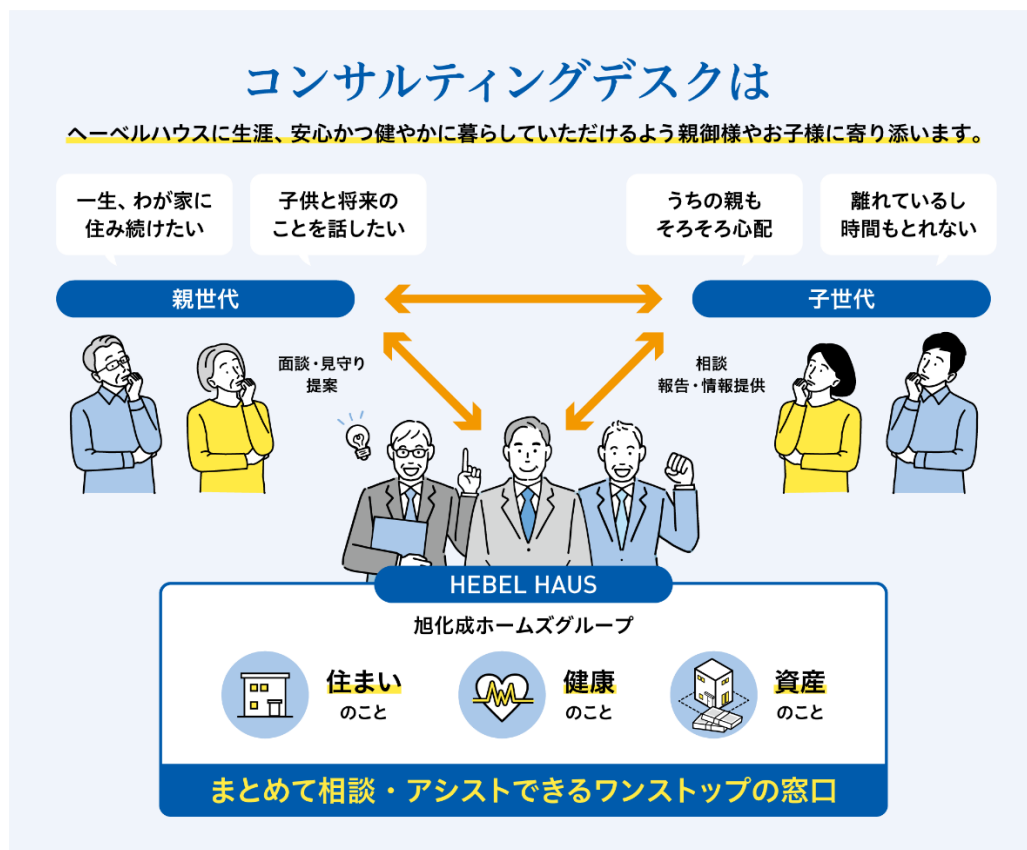 コンサルティングデスクは
ヘーベルハウスに生涯、安心かつ健やかに暮らしていただけるよう親御様やお子様に寄り添います。
一生、わが家に
住み続けたい
子供と将来の
ことを話したい
うちの親も
そろそろ心配
離れているし
時間もとれない
親世代
子世代
面談・見守り
提案
相談
報告・情報提供
HEBEL HAUS
旭化成ホームズグループ
住まい
のこと
健康
のこと
資産
のこと
まとめて相談・アシストできるワンストップの窓口